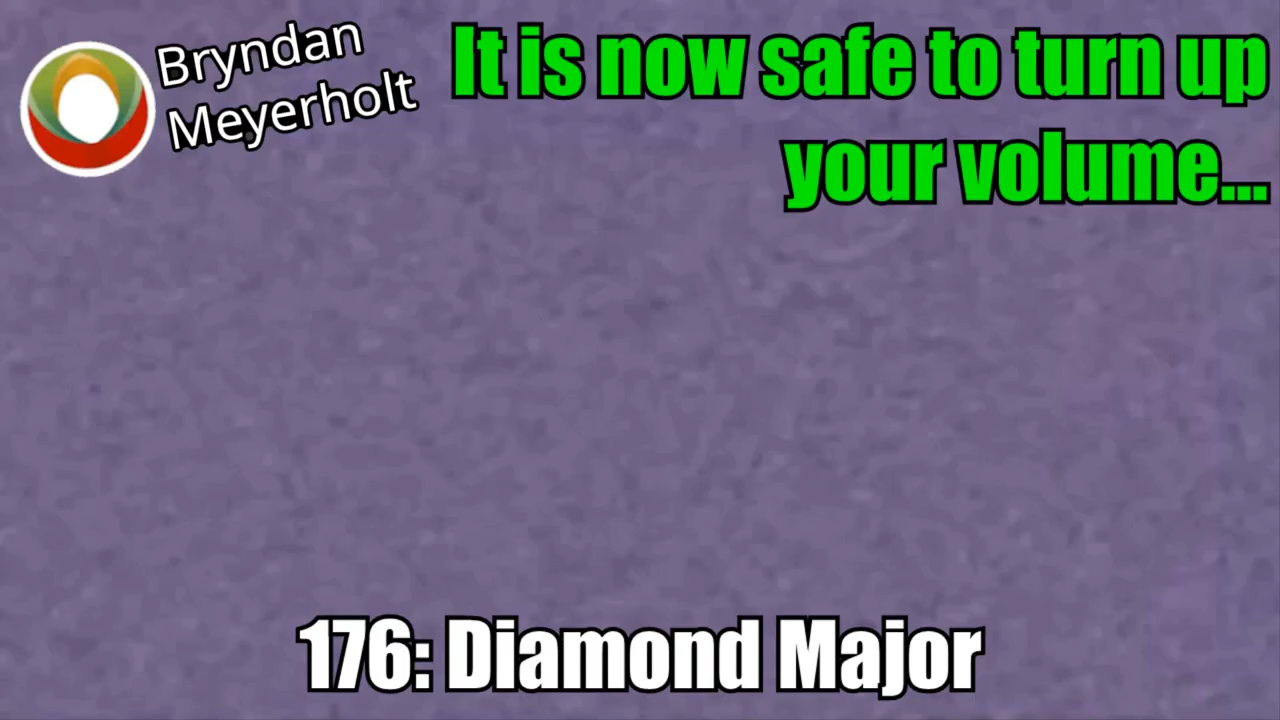 Bryndan
Meyerholt
It is now safe to turn up
your volume...
176: Diamond Major